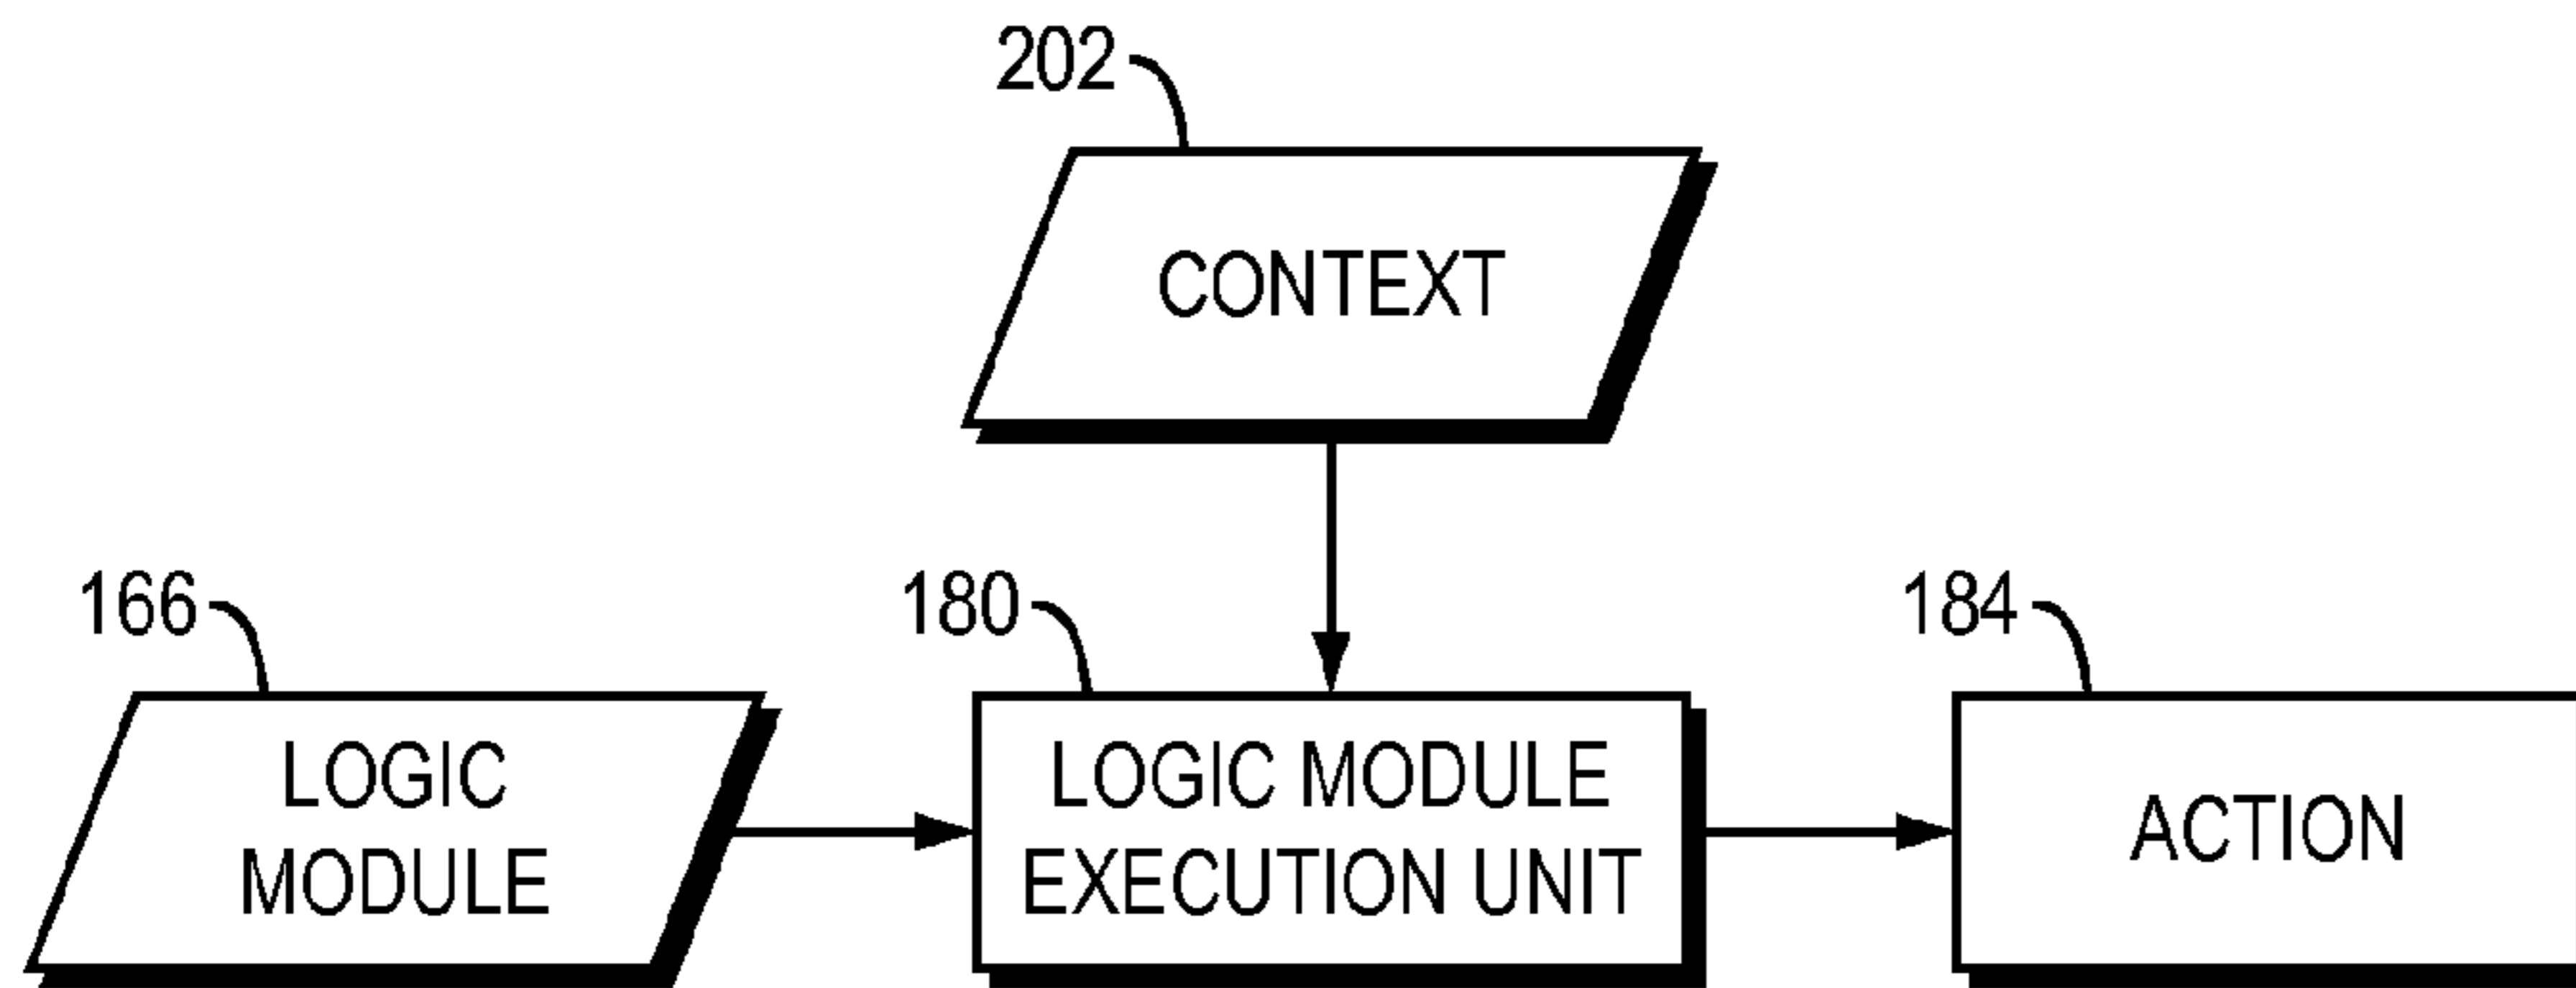 202
CONTEXT
166
180
184
LOGIC
MODULE
LOGIC MODULE
EXECUTION UNIT
ACTION